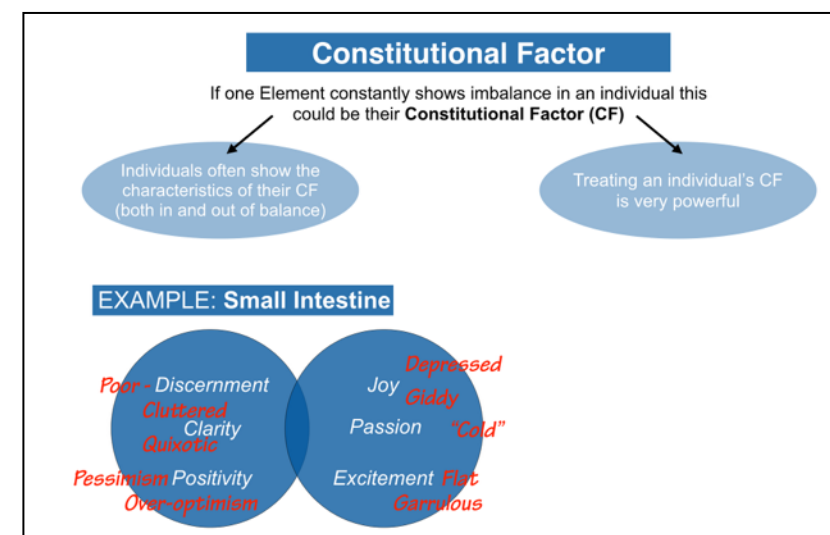 Constitutional Factor
If one Element constantly shows imbalance in an individual this
could be their Constitutional Factor (CF)
Individuals often show the
characteristics of their CF
(both in and out of balance)
Treating an individual's CF
is very powerful
EXAMPLE: Small Intestine
Poor - Discernment
Cluttered
Clarity
Quixotic
Pessimism Positivity
Over-optimism
Depressed
Joy
Giddy
Passion "Cold"
Excitement Flat
Garrulous